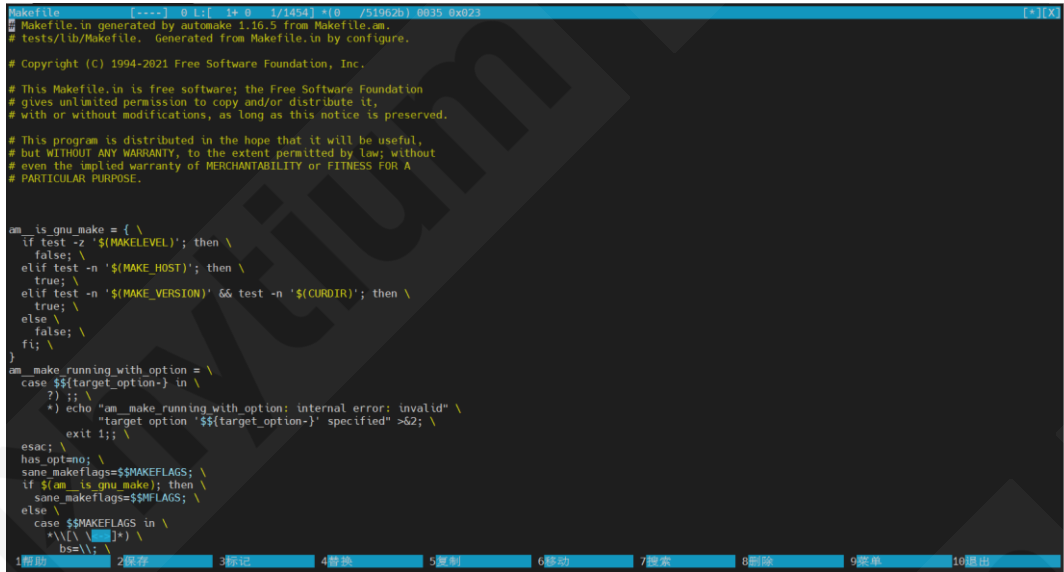 Makefile [----] 0 L:[ 1+ 0 1/1454] *(0 /51962b) 0035 0x023 [*][X]
# Makefile.in generated by automake 1.16.5 from Makefile.am.
# tests/lib/Makefile. Generated from Makefile.in by configure.
# Copyright (C) 1994-2021 Free Software Foundation, Inc.
# This Makefile.in is free software; the Free Software Foundation
# gives unlimited permission to copy and/or distribute it,
# with or without modifications, as long as this notice is preserved.
# This program is distributed in the hope that it will be useful,
# but WITHOUT ANY WARRANTY, to the extent permitted by law; without
# even the implied warranty of MERCHANTABILITY or FITNESS FOR A
# PARTICULAR PURPOSE.
am__is_gnu_make = { \
if test -z '$(MAKELEVEL)'; then \
false; \
elif test -n '$(MAKE_HOST)'; then \
true; \
elif test -n '$(MAKE_VERSION)' && test -n '$(CURDIR)'; then \
true; \
else \
false; \
fi; \
}
am__make_running_with_option = \
case $${target_option-} in \
?) ;; \
*) echo "am__make_running_with_option: internal error: invalid" \
"target option '$${target_option-}' specified" >&2; \
exit 1;; \
esac; \
has_opt=no; \
sane_makeflags=$$MAKEFLAGS; \
if $(am__is_gnu_make); then \
sane_makeflags=$$MFLAGS; \
else \
case $$MAKEFLAGS in \
*\\[\ \<-->]*) \
bs=\\; \
1帮助 2保存 3标记 4替换 5复制 6移动 7搜索 8删除 9菜单 10退出